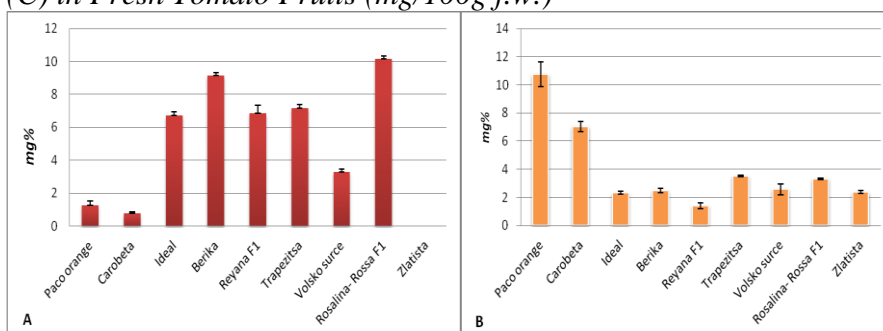 (C) in Fresh Tomato Fruits (mg/100g f.w.)
12
10
8
6
4
2
0
mg%
Paco orange
Carobeta
Ideal
Berika
Reyana F1
Trapezitsa
Volsko surce
Rosalina- Rossa F1
Zlatista
A
14
12
10
8
6
4
2
0
mg%
Paco orange
Carobeta
Ideal
Berika
Reyana F1
Trapezitsa
Volsko surce
Rosalina- Rossa F1
Zlatista
B